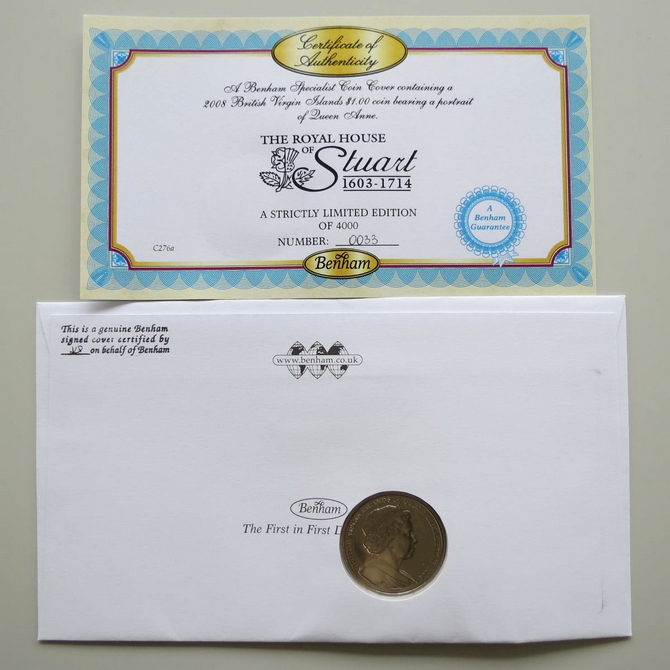 Certificate of
Authenticity
A Benham Specialist Coin Cover containing a
2008 British Virgin Islands $1.00 coin bearing a portrait
of Queen Anne.
THE ROYAL HOUSE
OF
Stuart
1603-1714
A STRICTLY LIMITED EDITION
OF 4000
NUMBER: 0033
A
Benham
Guarantee
C276a
Benham
This is a genuine Benham
signed cover certified by
on behalf of Benham
www.benham.co.uk
Benham
The First in First D